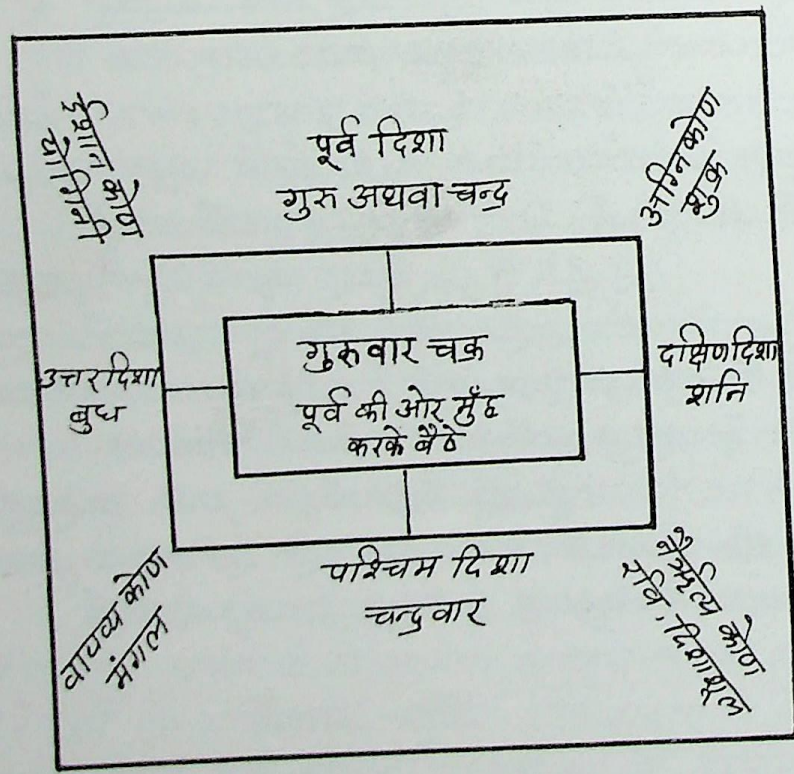 ईशान कोण
योगिनी
पूर्व दिशा
गुरु अथवा चन्द्र
अग्नि कोण
शुक्र
उत्तरदिशा
बुध
गुरुवार चक्र
पूर्व की ओर मुँह
करके बैठे
दक्षिणदिशा
शनि
वायव्य कोण
मंगल
पश्चिम दिशा
चन्द्रवार
नैर्ऋत्य कोण
रवि, दिशाशूल